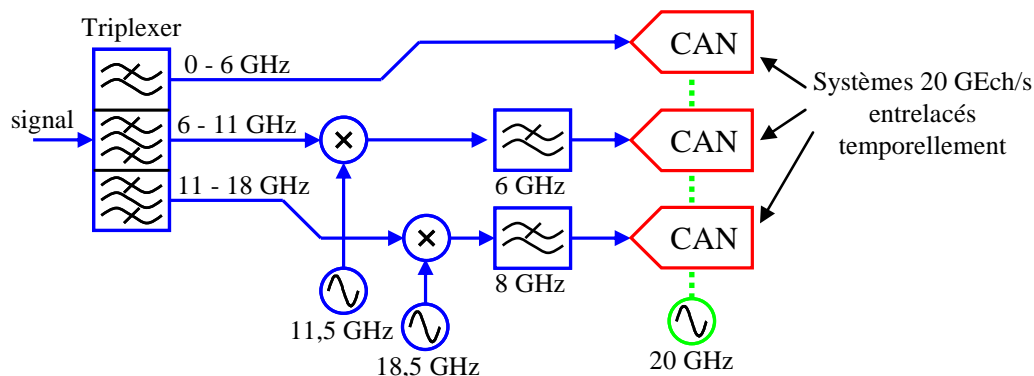 Triplexer
0 - 6 GHz
CAN
Systèmes 20 GEch/s
entrelacés
temporellement
signal
6 - 11 GHz
×
6 GHz
CAN
11 - 18 GHz
×
8 GHz
CAN
11,5 GHz
18,5 GHz
20 GHz